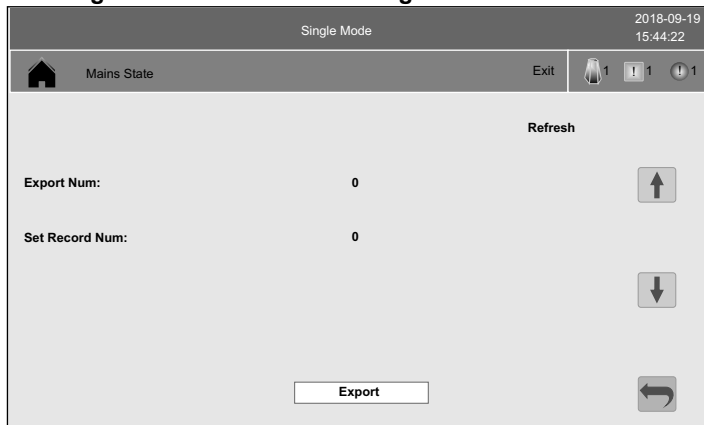 Single Mode
2018-09-19
15:44:22
Mains State
Exit
1
! 1
! 1
Refresh
Export Num: 0
Set Record Num: 0
Export